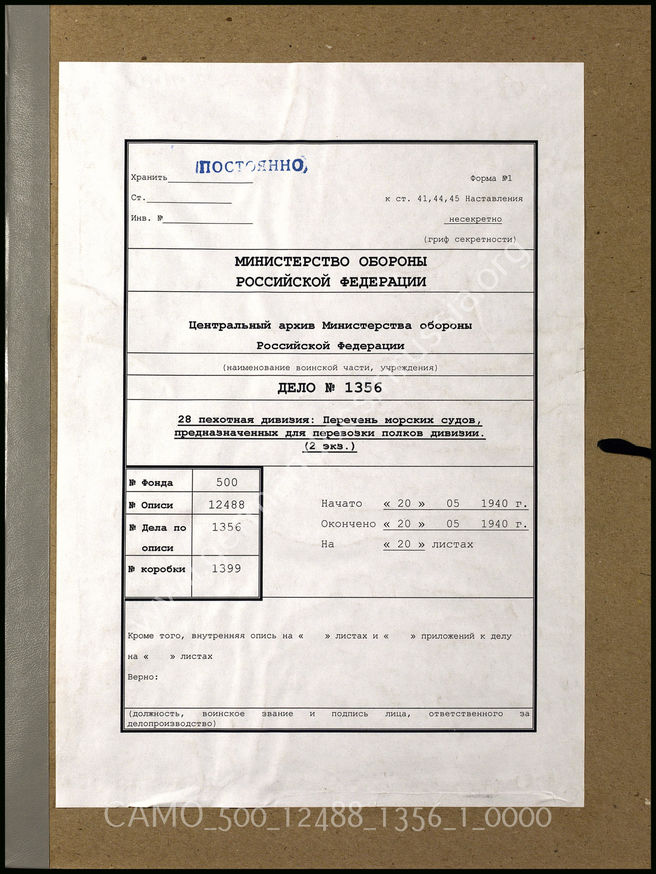 ПОСТОЯННО
Хранить
Форма №1
Ст.
к ст. 41,44,45 Наставления
Инв. №
несекретно
(гриф секретности)
МИНИСТЕРСТВО ОБОРОНЫ
РОССИЙСКОЙ ФЕДЕРАЦИИ
Центральный архив Министерства обороны
Российской Федерации
(наименование воинской части, учреждения)
ДЕЛО № 1356
28 пехотная дивизия: Перечень морских судов,
предназначенных для перевозки полков дивизии.
(2 экз.)
№ Фонда 500
№ Описи 12488
№ Дела по 1356
описи
№ коробки 1399
Начато « 20 » 05 1940 г.
Окончено « 20 » 05 1940 г.
На « 20 » листах
Кроме того, внутренняя опись на « » листах и « » приложений к делу
на « » листах
Верно:
(должность, воинское звание и подпись лица, ответственного за
делопроизводство)
CAMO_500_12488_1356_1_0000